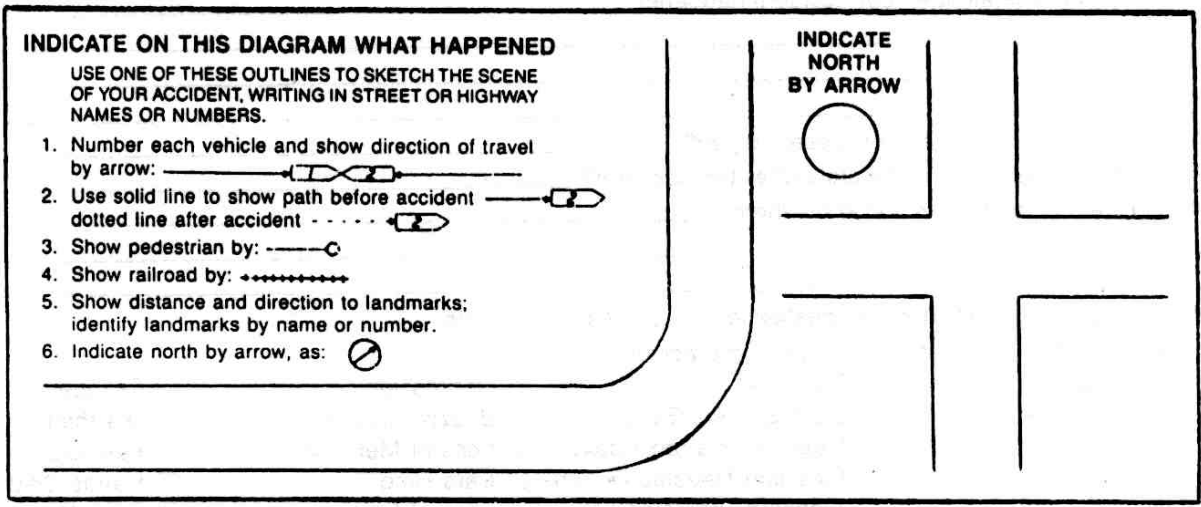 INDICATE ON THIS DIAGRAM WHAT HAPPENED
USE ONE OF THESE OUTLINES TO SKETCH THE SCENE
OF YOUR ACCIDENT, WRITING IN STREET OR HIGHWAY
NAMES OR NUMBERS.
1. Number each vehicle and show direction of travel
by arrow: 1 2
2. Use solid line to show path before accident 2
dotted line after accident 2
3. Show pedestrian by:
4. Show railroad by:
5. Show distance and direction to landmarks;
identify landmarks by name or number.
6. Indicate north by arrow, as:
INDICATE
NORTH
BY ARROW